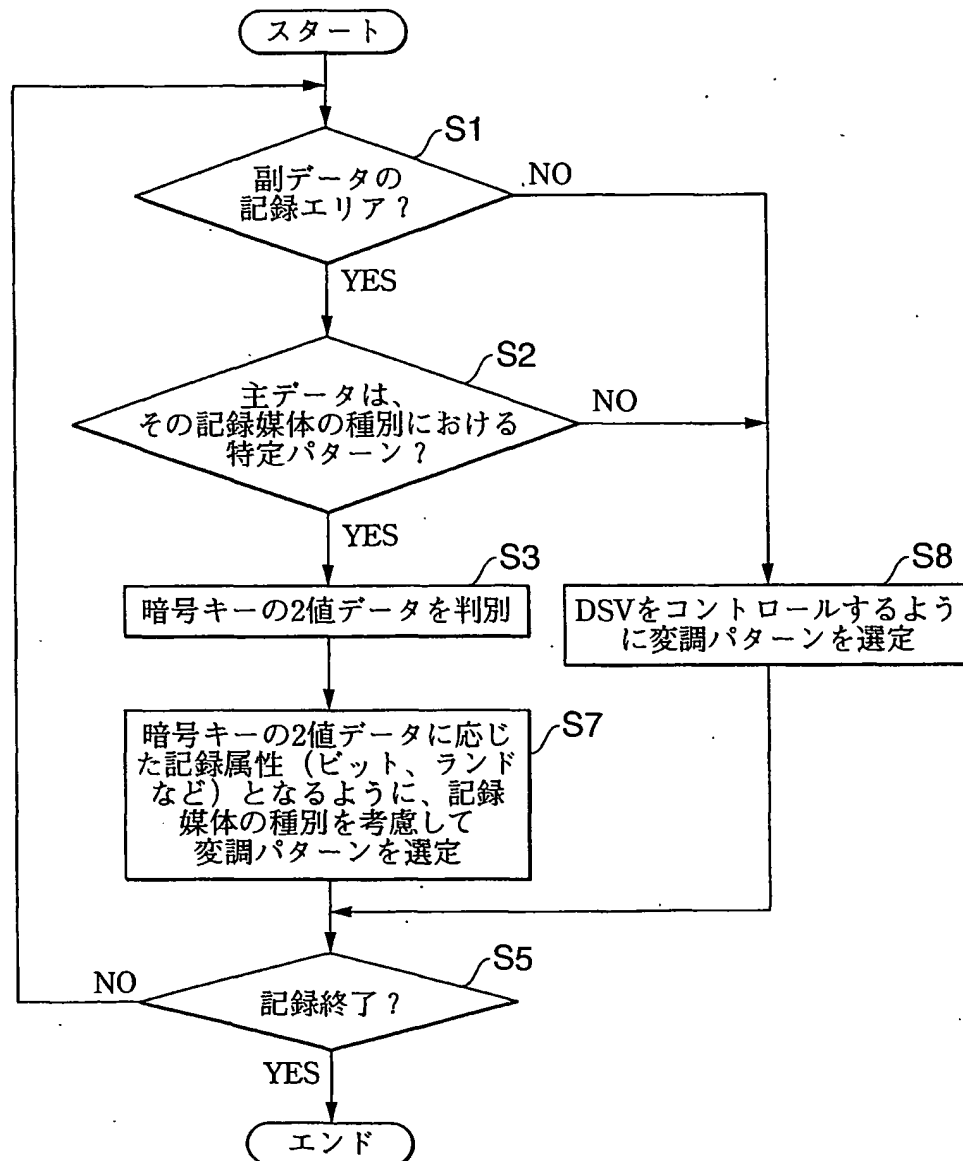 スタート
S1
副データの
記録エリア?
NO
YES
S2
主データは、
その記録媒体の種別における
特定パターン?
NO
YES
S3
暗号キーの2値データを判別
S8
DSVをコントロールするよう
に変調パターンを選定
S7
暗号キーの2値データに応じ
た記録属性(ピット、ランド
など)となるように、記録
媒体の種別を考慮して
変調パターンを選定
S5
記録終了?
NO
YES
エンド